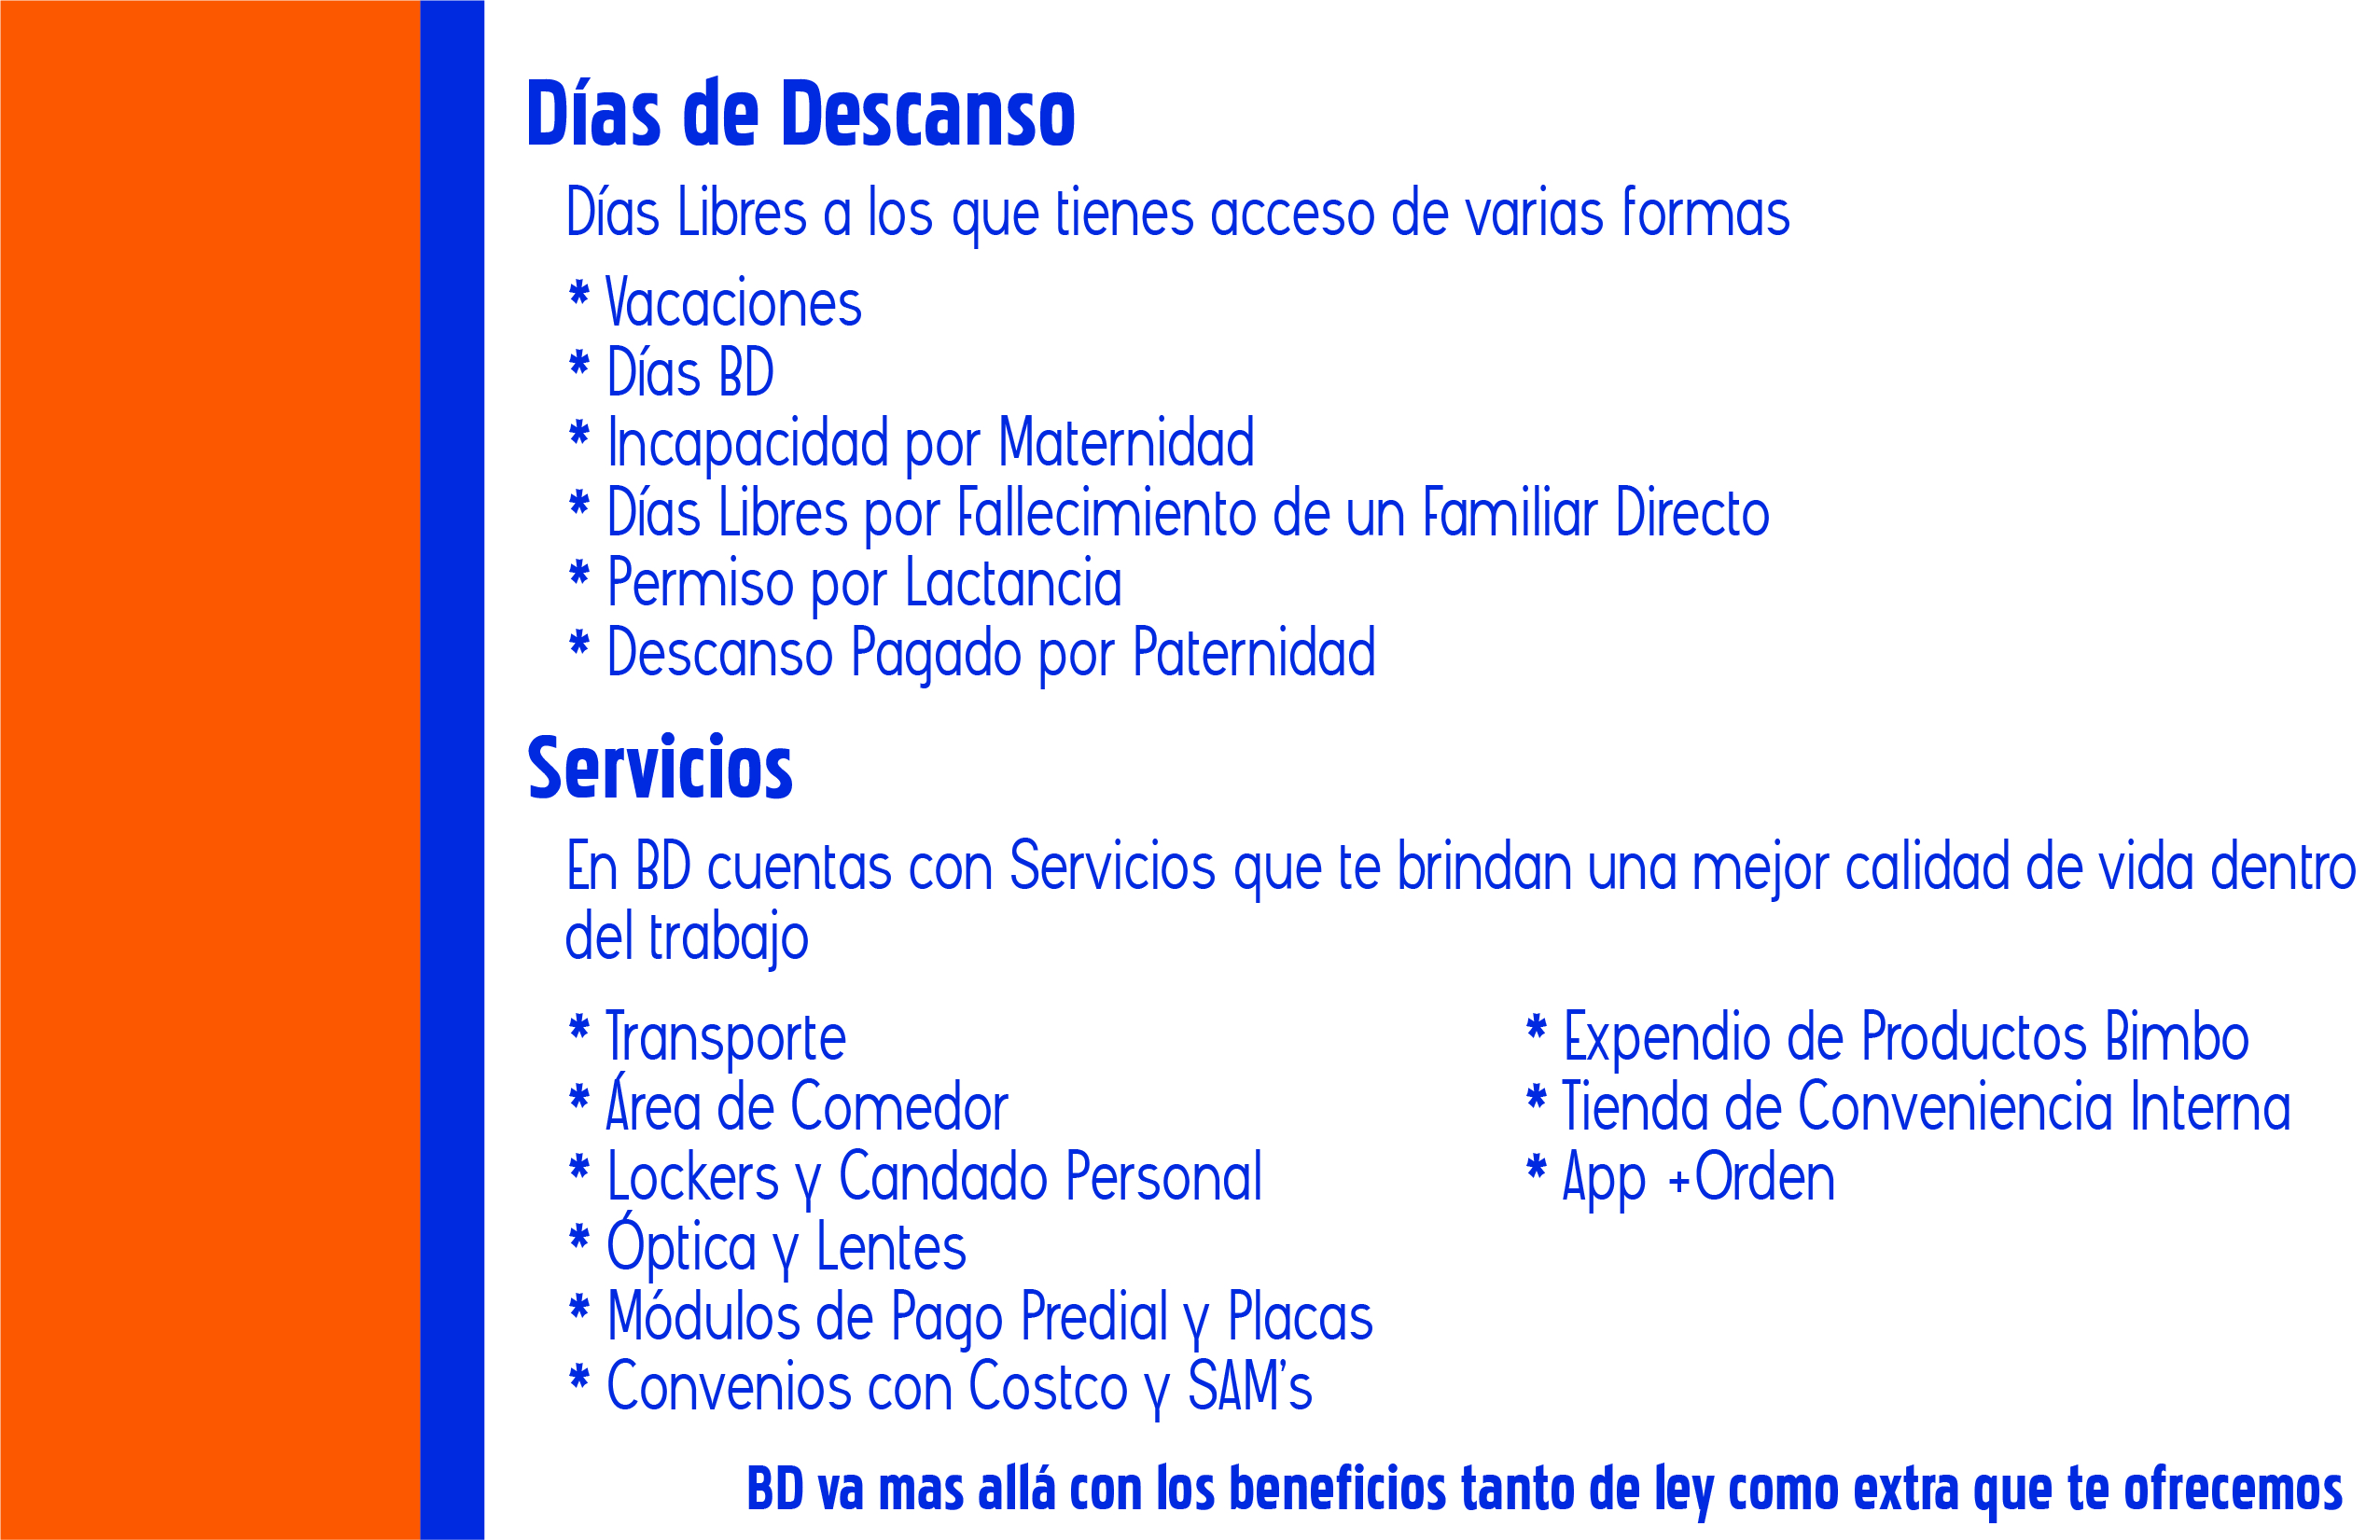 Días de Descanso
Días Libres a los que tienes acceso de varias formas
* Vacaciones
* Días BD
* Incapacidad por Maternidad
* Días Libres por Fallecimiento de un Familiar Directo
* Permiso por Lactancia
* Descanso Pagado por Paternidad
Servicios
En BD cuentas con Servicios que te brindan una mejor calidad de vida dentro
del trabajo
* Transporte
* Área de Comedor
* Lockers y Candado Personal
* Óptica y Lentes
* Módulos de Pago Predial y Placas
* Convenios con Costco y SAM's
* Expendio de Productos Bimbo
* Tienda de Conveniencia Interna
* App +Orden
BD va mas allá con los beneficios tanto de ley como extra que te ofrecemos